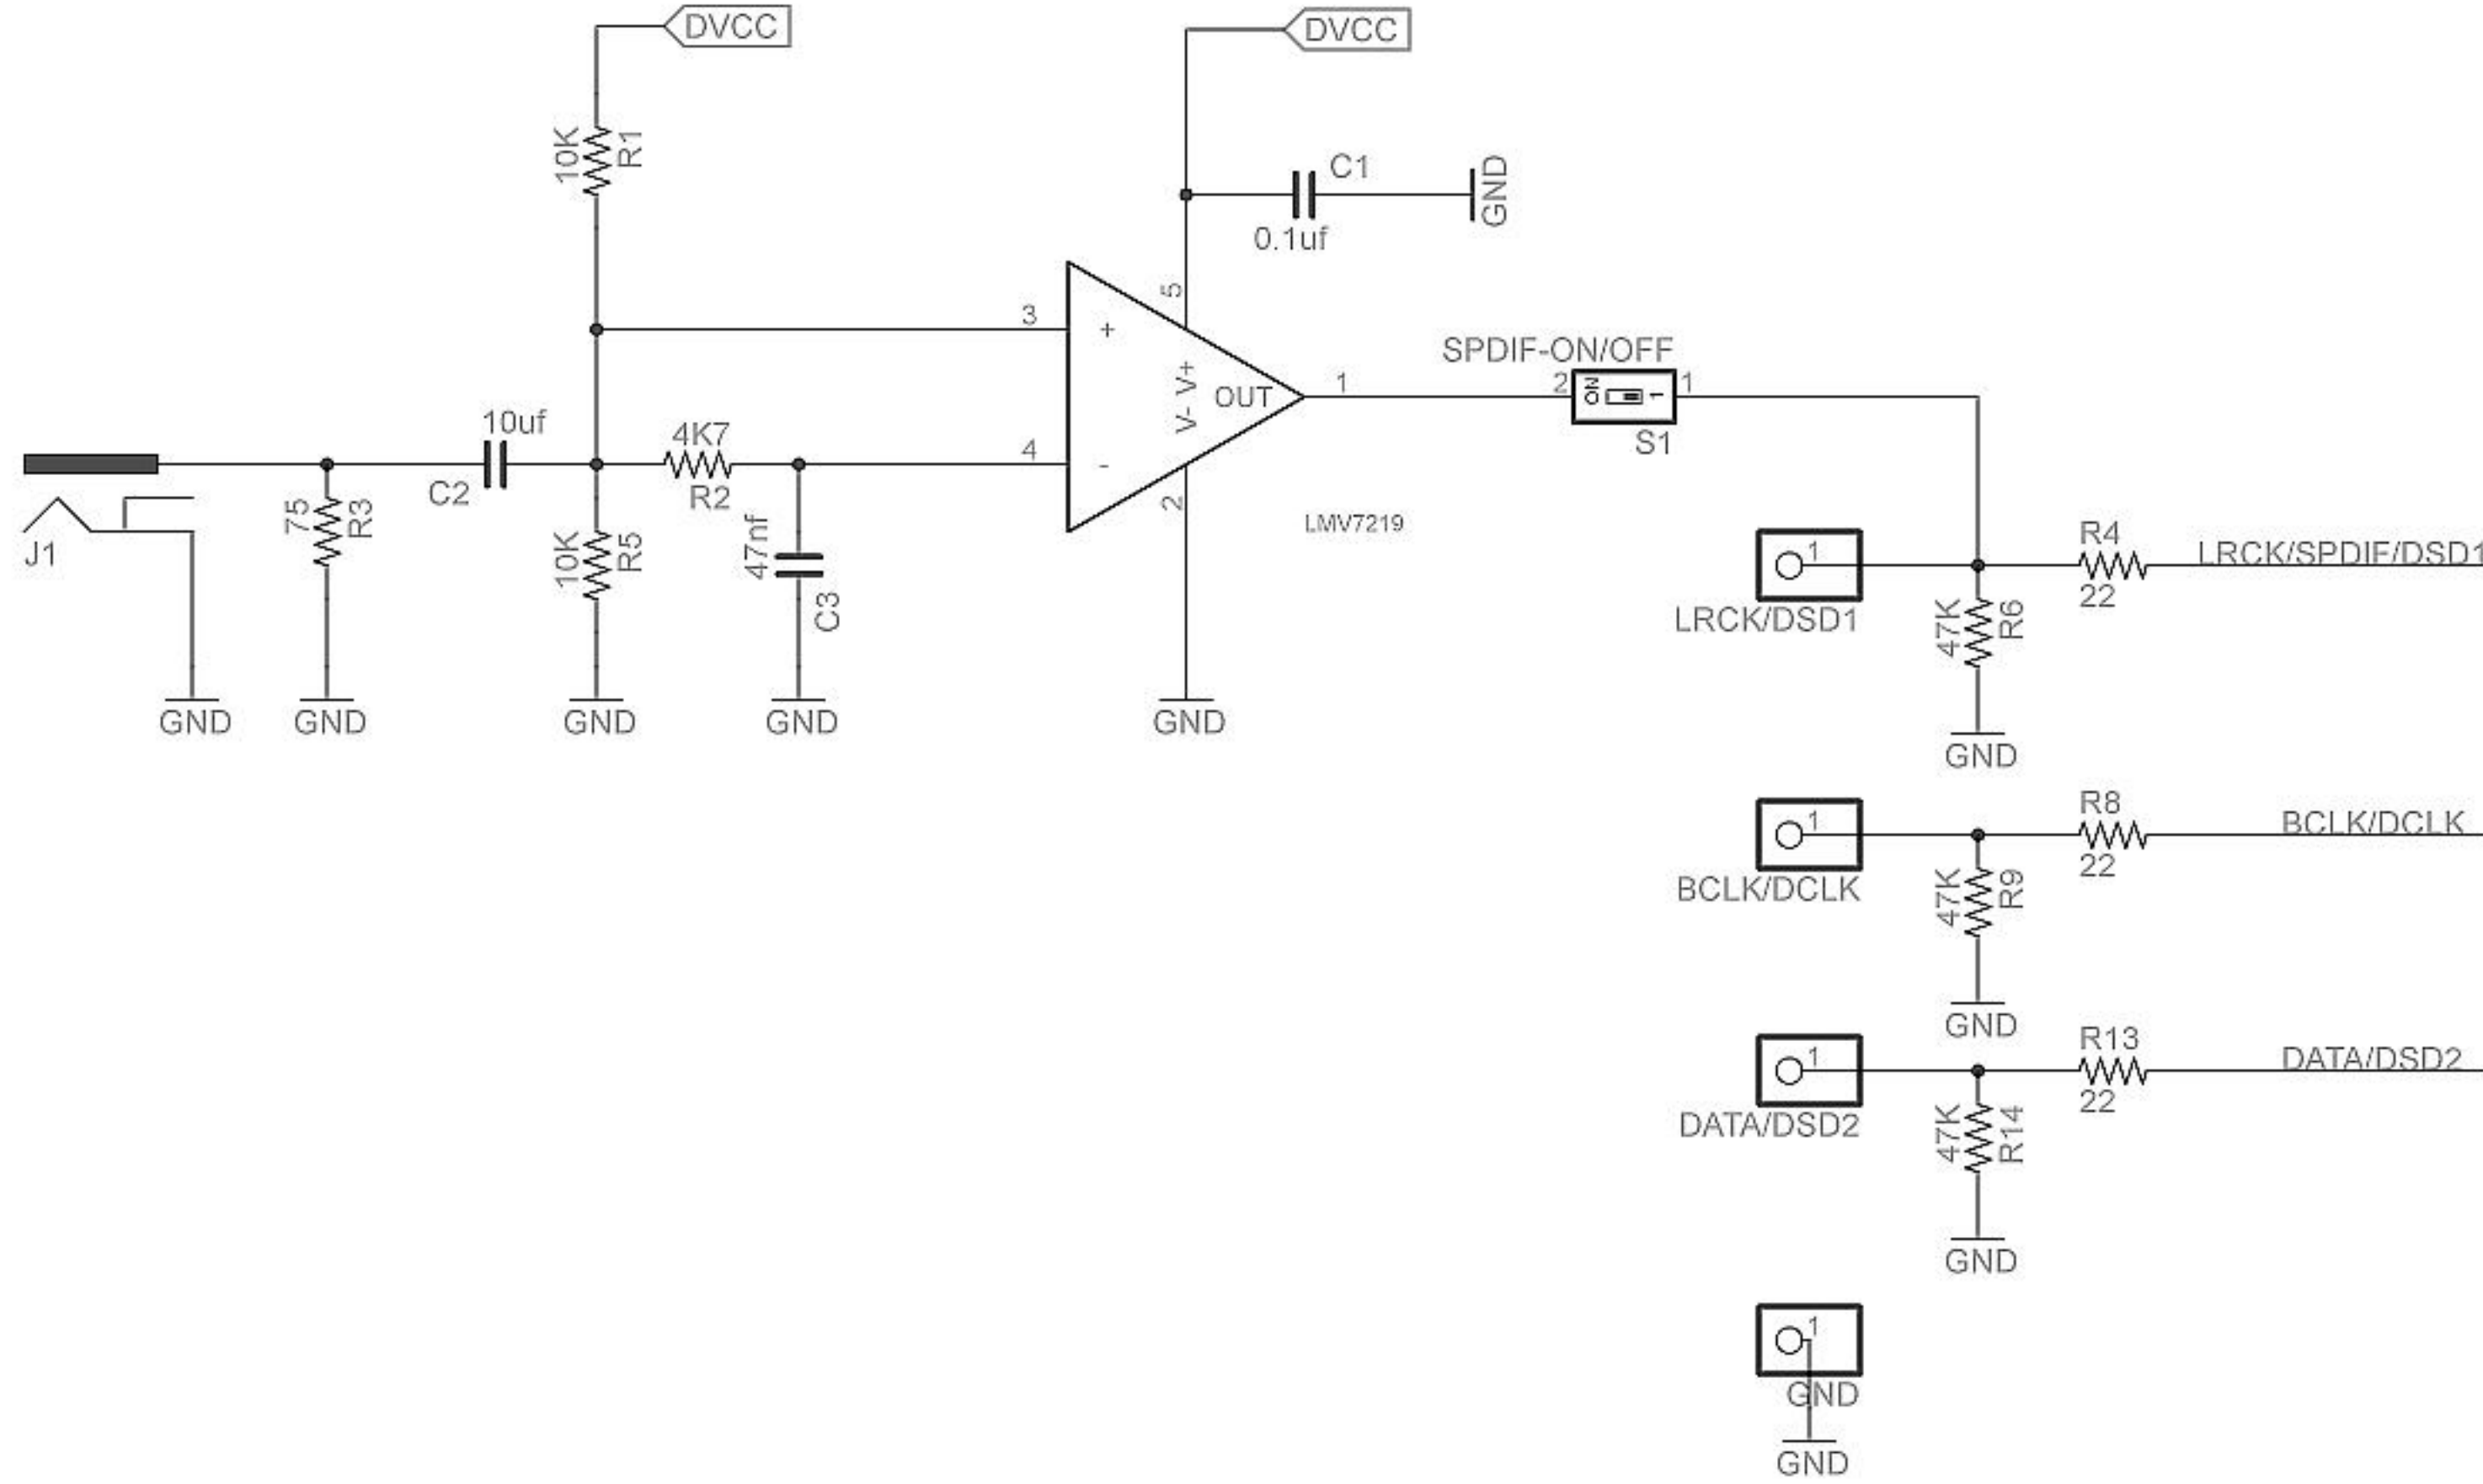 DVCC
DVCC
10K
R1
C1
GND
0.1uf
5
3
+
SPDIF-ON/OFF
V- V+
OUT
1
2
ON
1
1
S1
10uf
4K7
4
-
C2
R2
2
LMV7219
J1
75
R3
10K
R5
47nf
C3
GND
GND
GND
GND
GND
1
R4
LRCK/SPDIF/DSD1
22
LRCK/DSD1
47K
R6
GND
1
R8
BCLK/DCLK
22
BCLK/DCLK
47K
R9
GND
1
R13
DATA/DSD2
22
DATA/DSD2
47K
R14
GND
1
GND
GND